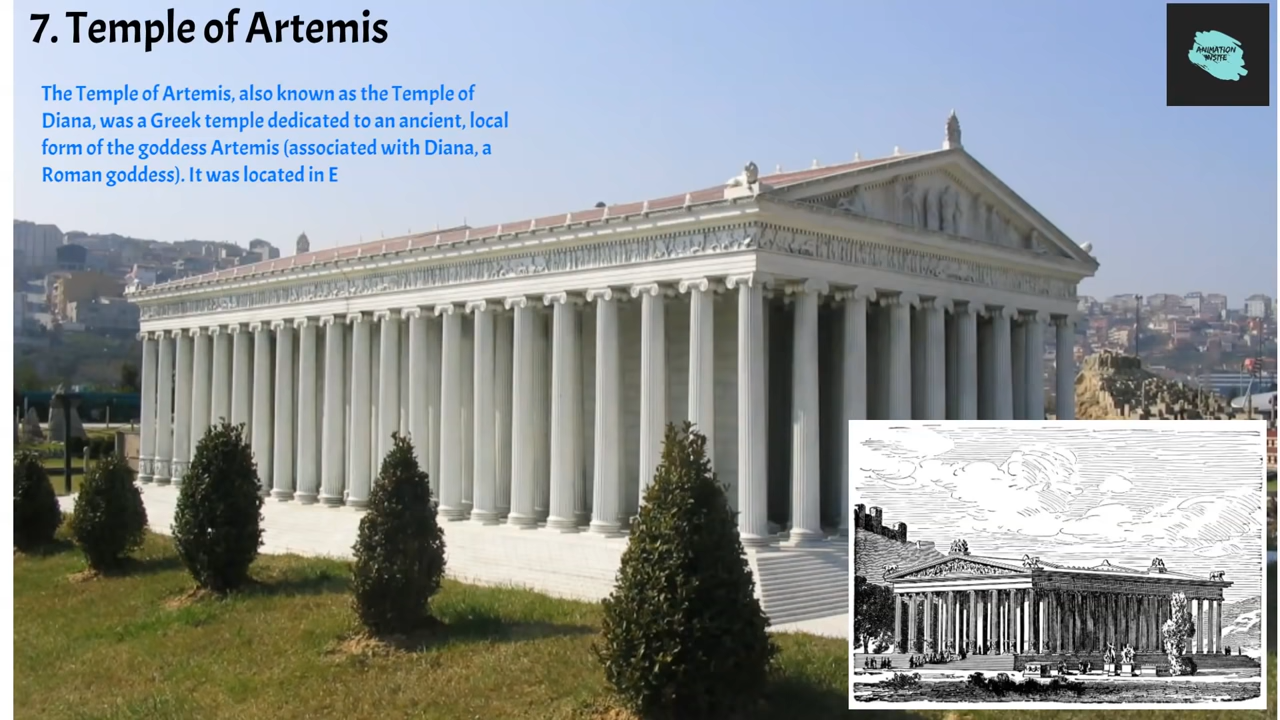 7. Temple of Artemis
ANIMATION
INSITE
The Temple of Artemis, also known as the Temple of
Diana, was a Greek temple dedicated to an ancient, local
form of the goddess Artemis (associated with Diana, a
Roman goddess). It was located in E